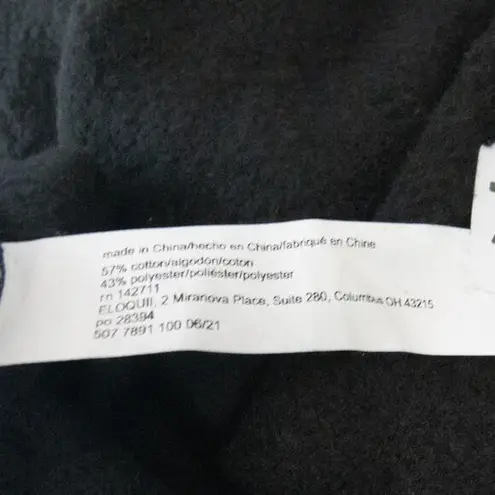 made in China/hecho en China/fabriqué en Chine
57% cotton/algodón/coton
43% polyester/poliéster/polyester
rn 142711
ELOQUII, 2 Miranova Place, Suite 280, Columbus OH 43215
po 28394
507 7891 100 06/21